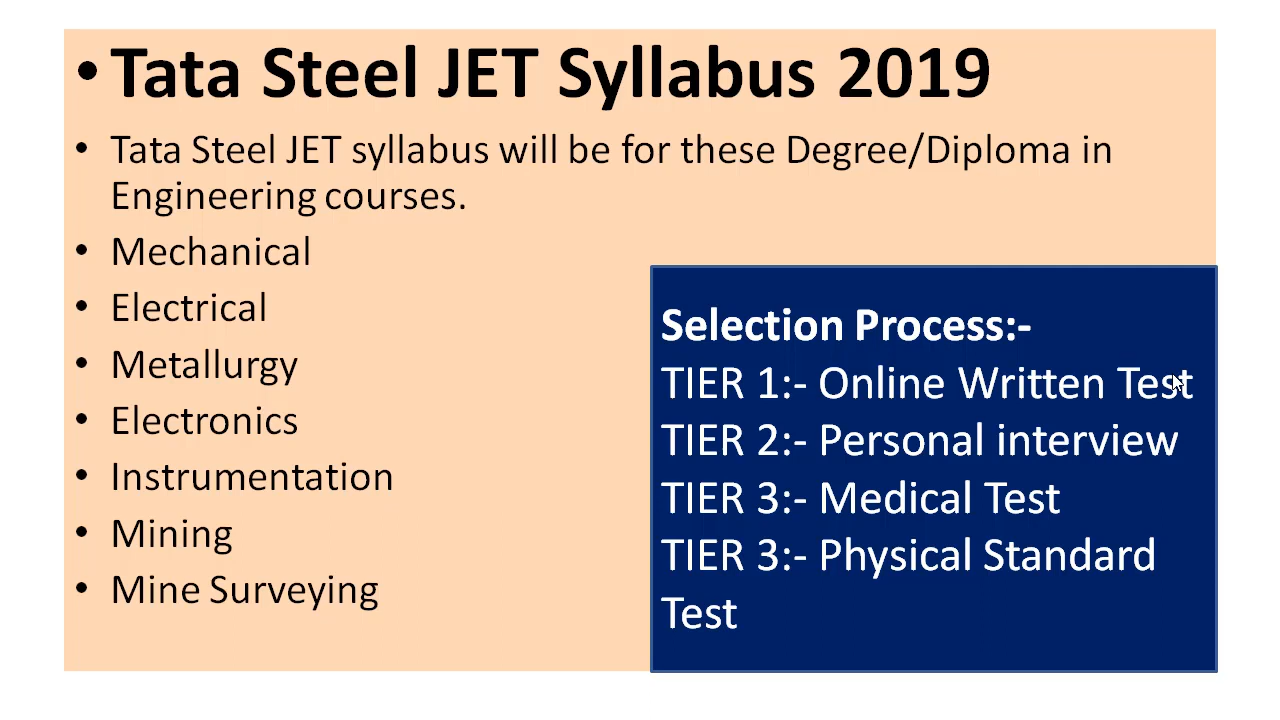 • Tata Steel JET Syllabus 2019
• Tata Steel JET syllabus will be for these Degree/Diploma in
Engineering courses.
• Mechanical
• Electrical
• Metallurgy
• Electronics
• Instrumentation
• Mining
• Mine Surveying
Selection Process:-
TIER 1:- Online Written Test
TIER 2:- Personal interview
TIER 3:- Medical Test
TIER 3:- Physical Standard
Test